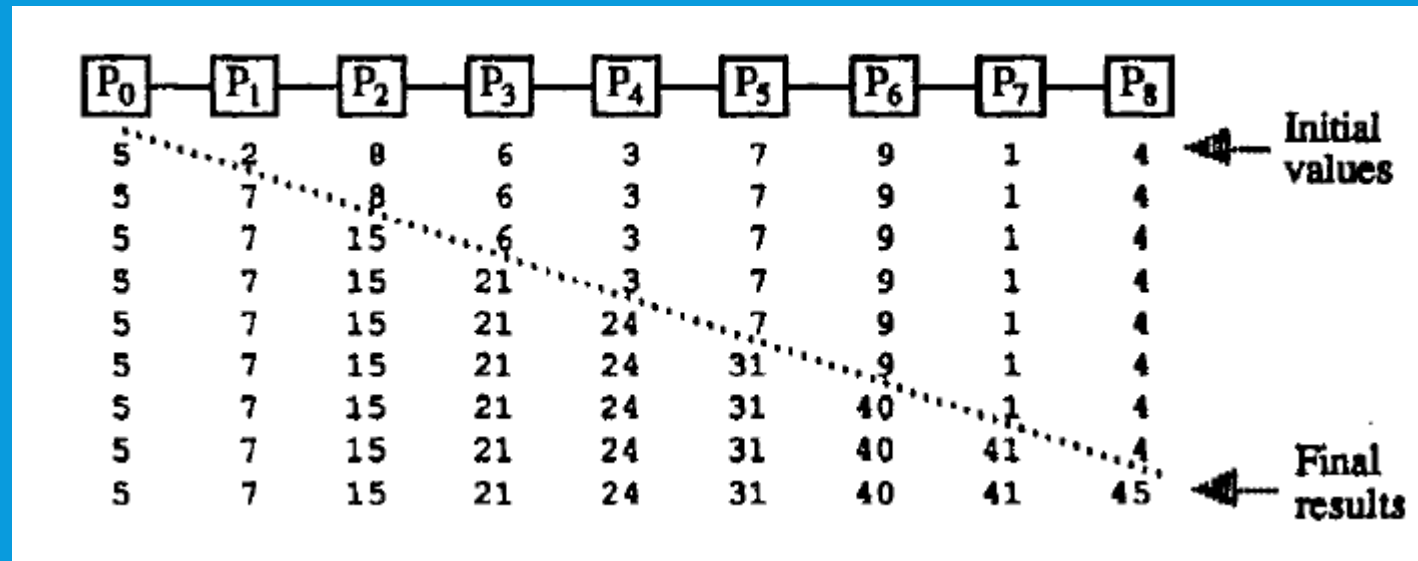 P0 P1 P2 P3 P4 P5 P6 P7 P8
5 2 8 6 3 7 9 1 4 Initial values
5 7 8 6 3 7 9 1 4
5 7 15 6 3 7 9 1 4
5 7 15 21 3 7 9 1 4
5 7 15 21 24 7 9 1 4
5 7 15 21 24 31 9 1 4
5 7 15 21 24 31 40 1 4
5 7 15 21 24 31 40 41 4
5 7 15 21 24 31 40 41 45 Final results